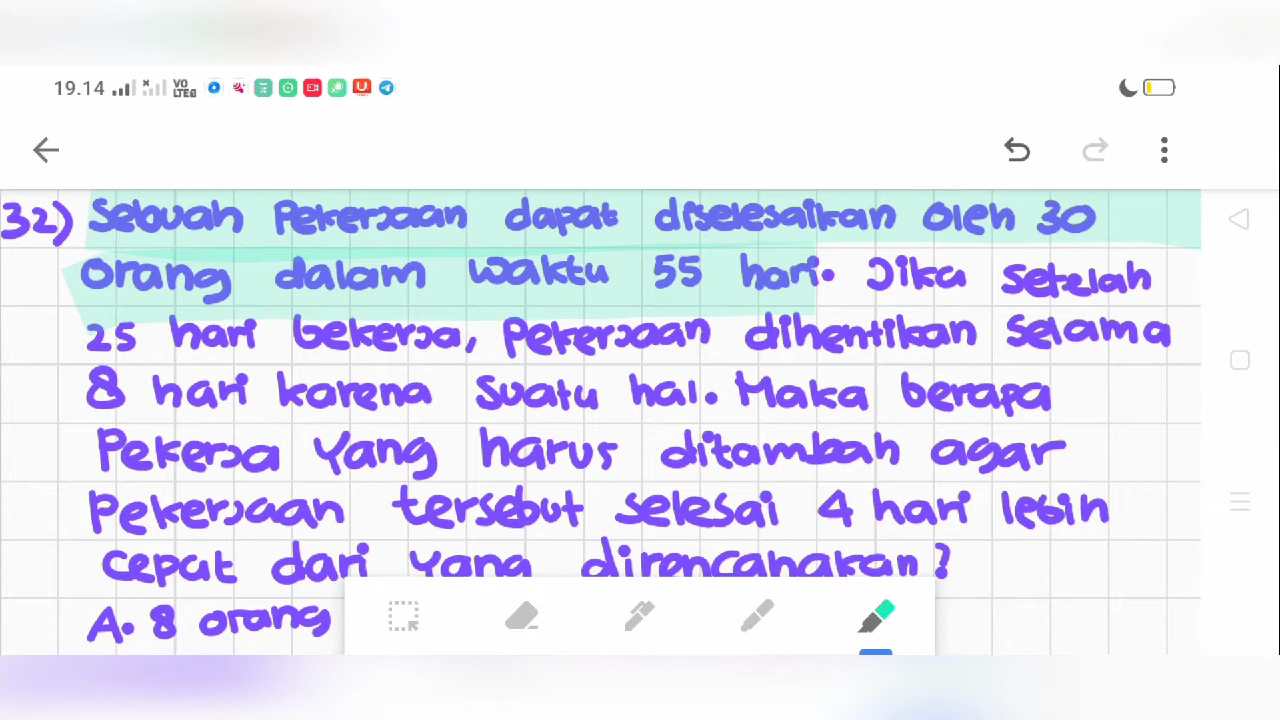 19.14 VO LTE
32) Sebuah Pekerjaan dapat diselesaikan oleh 30
orang dalam waktu 55 hari. Jika setelah
25 hari bekerja, Pekerjaan dihentikan selama
8 hari karena suatu hal. Maka berapa
Pekerja yang harus ditambah agar
pekerjaan tersebut selesai 4 hari lebih
cepat dari yang direncanakan?
A. 8 orang